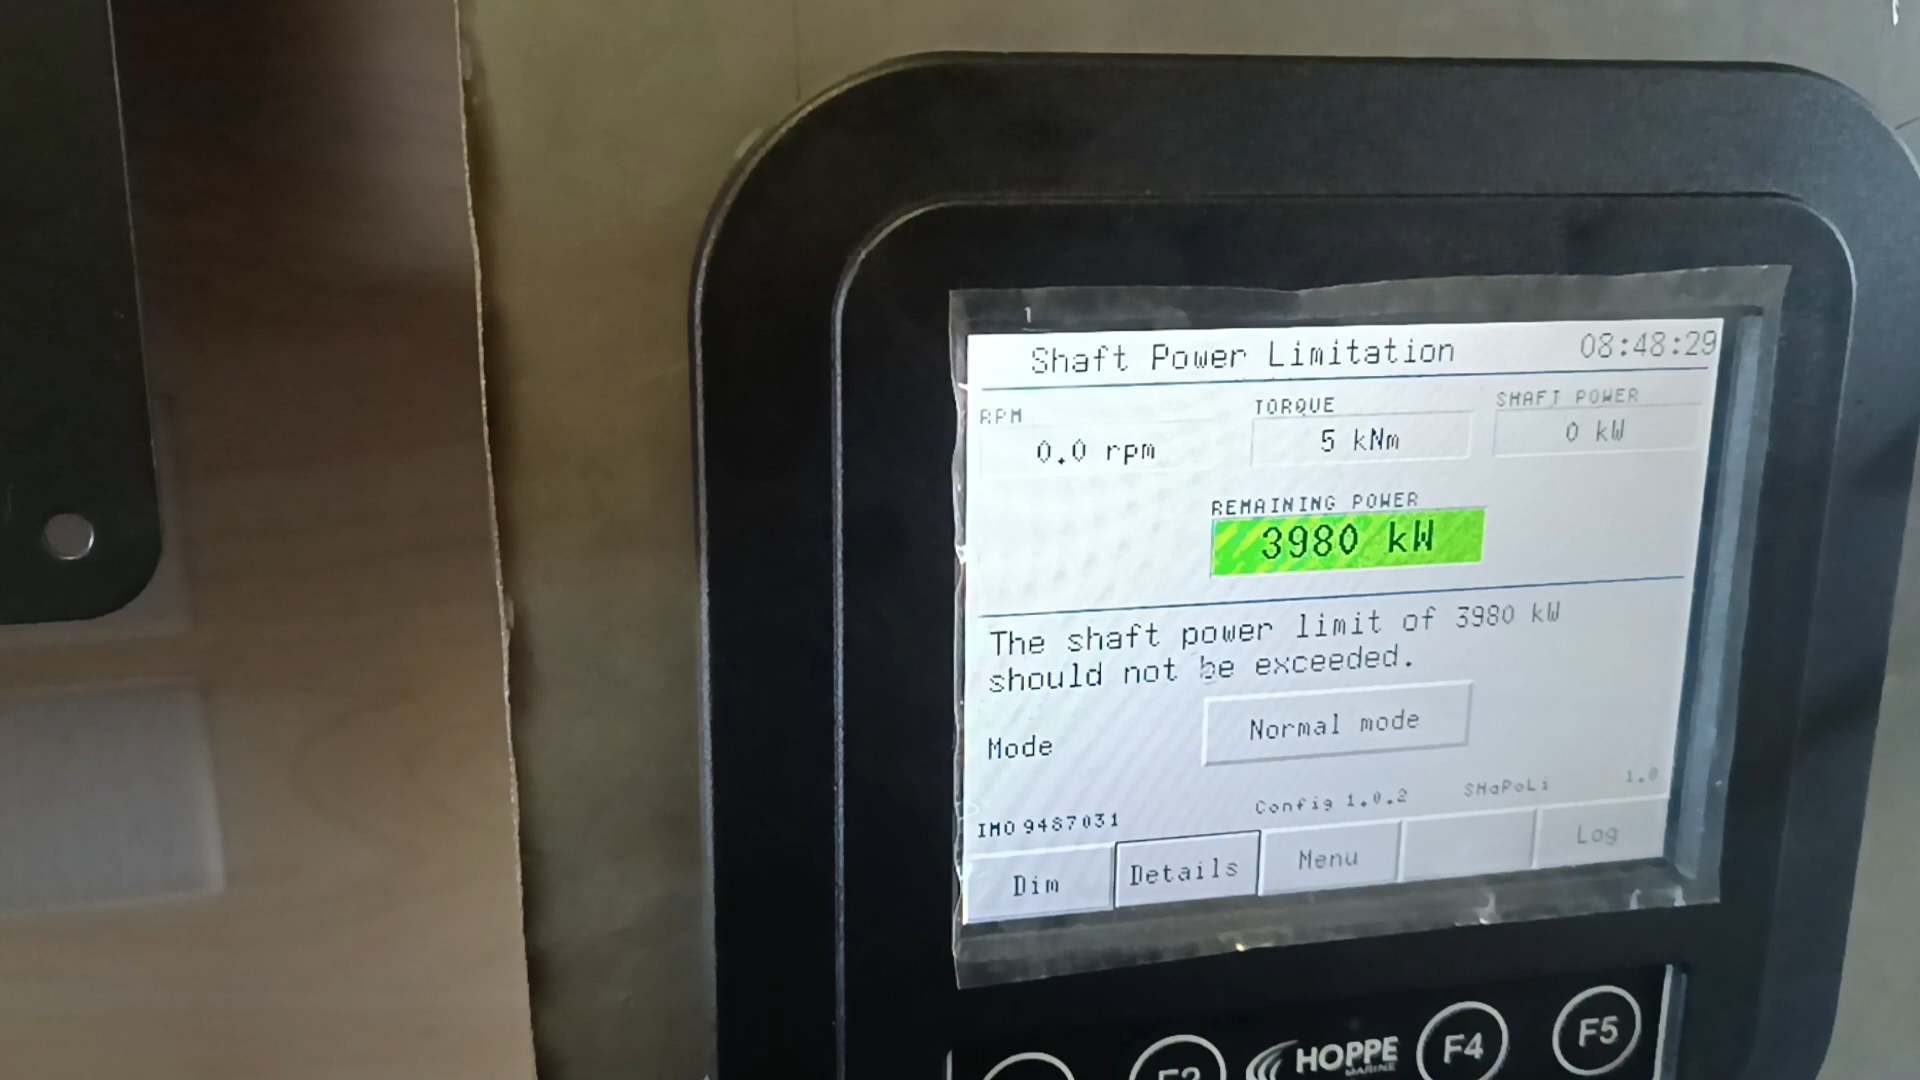 Shaft Power Limitation 08:48:29
RPM TORQUE SHAFT POWER
0.0 rpm 5 kNm 0 kW
REMAINING POWER
3980 kW
The shaft power limit of 3980 kW
should not be exceeded.
Mode Normal mode
IMO 9487031 Config 1.0.2 SHaPoLi 1.0
Dim Details Menu Log
HOPPE F4 F5
MARINE